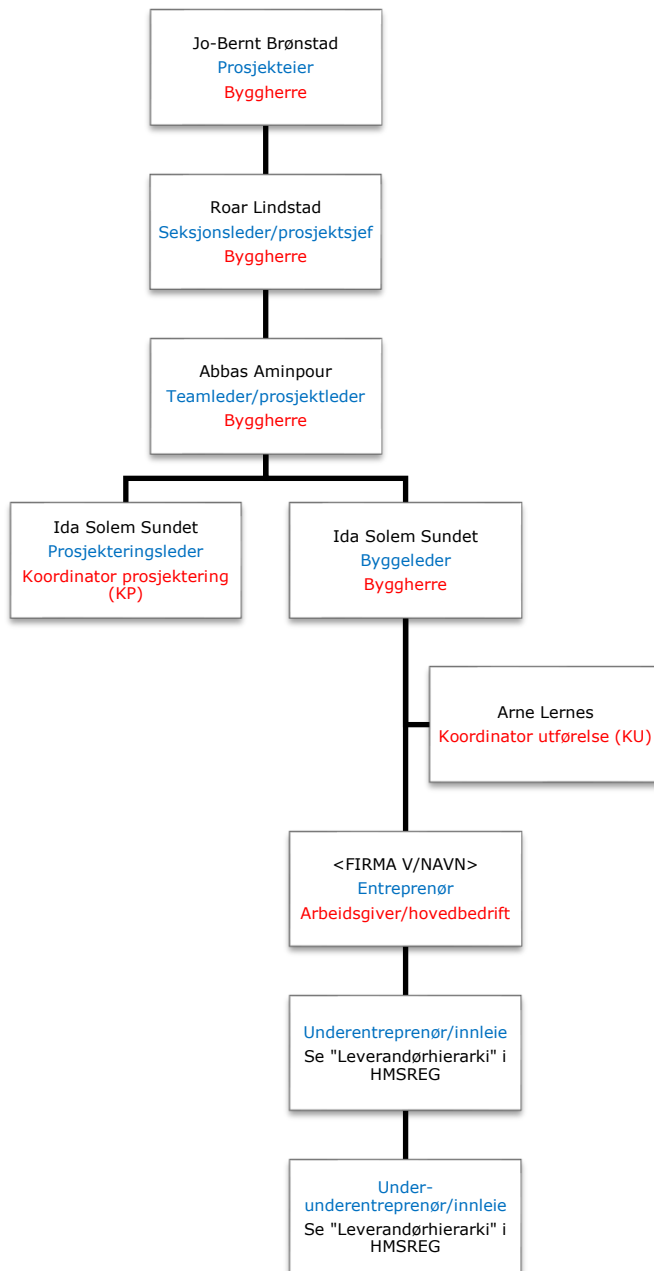 Jo-Bernt Brønstad
Prosjekteier
Byggherre
Roar Lindstad
Seksjonsleder/prosjektsjef
Byggherre
Abbas Aminpour
Teamleder/prosjektleder
Byggherre
Ida Solem Sundet
Prosjekteringsleder
Koordinator prosjektering
(KP)
Ida Solem Sundet
Byggeleder
Byggherre
Arne Lernes
Koordinator utførelse (KU)
<FIRMA V/NAVN>
Entreprenør
Arbeidsgiver/hovedbedrift
Underentreprenør/innleie
Se "Leverandørhierarki" i
HMSREG
Under-
underentreprenør/innleie
Se "Leverandørhierarki" i
HMSREG